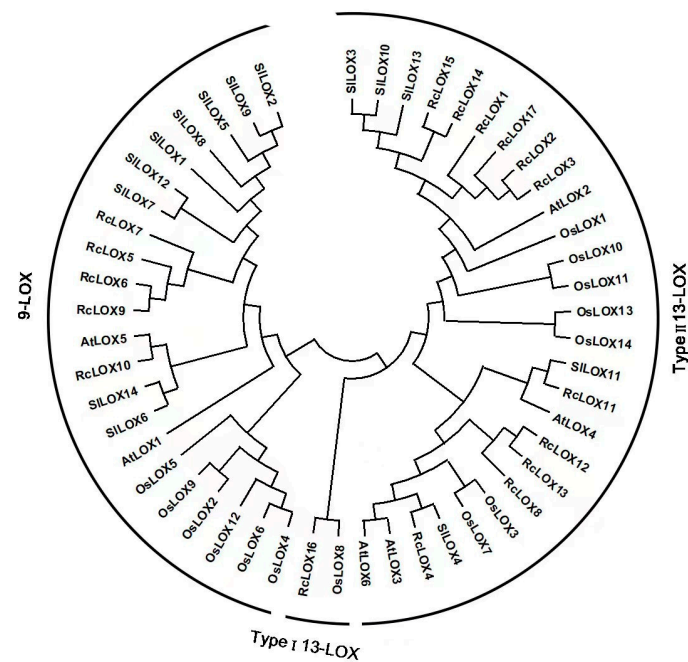 SlLOX3
SlLOX10
SlLOX13
RcLOX15
RcLOX14
RcLOX1
RcLOX17
RcLOX2
RcLOX3
AtLOX2
OsLOX1
OsLOX10
OsLOX11
OsLOX13
OsLOX14
SlLOX11
RcLOX11
AtLOX4
RcLOX12
RcLOX13
RcLOX8
OsLOX3
OsLOX7
SlLOX4
RcLOX4
AtLOX3
AtLOX6
OsLOX8
RcLOX16
OsLOX4
OsLOX6
OsLOX12
OsLOX2
OsLOX9
OsLOX5
AtLOX1
SlLOX6
SlLOX14
RcLOX10
AtLOX5
RcLOX9
RcLOX6
RcLOX5
RcLOX7
SlLOX7
SlLOX12
SlLOX1
SlLOX8
SlLOX5
SlLOX9
SlLOX2
Type II 13-LOX
Type I 13-LOX
9-LOX